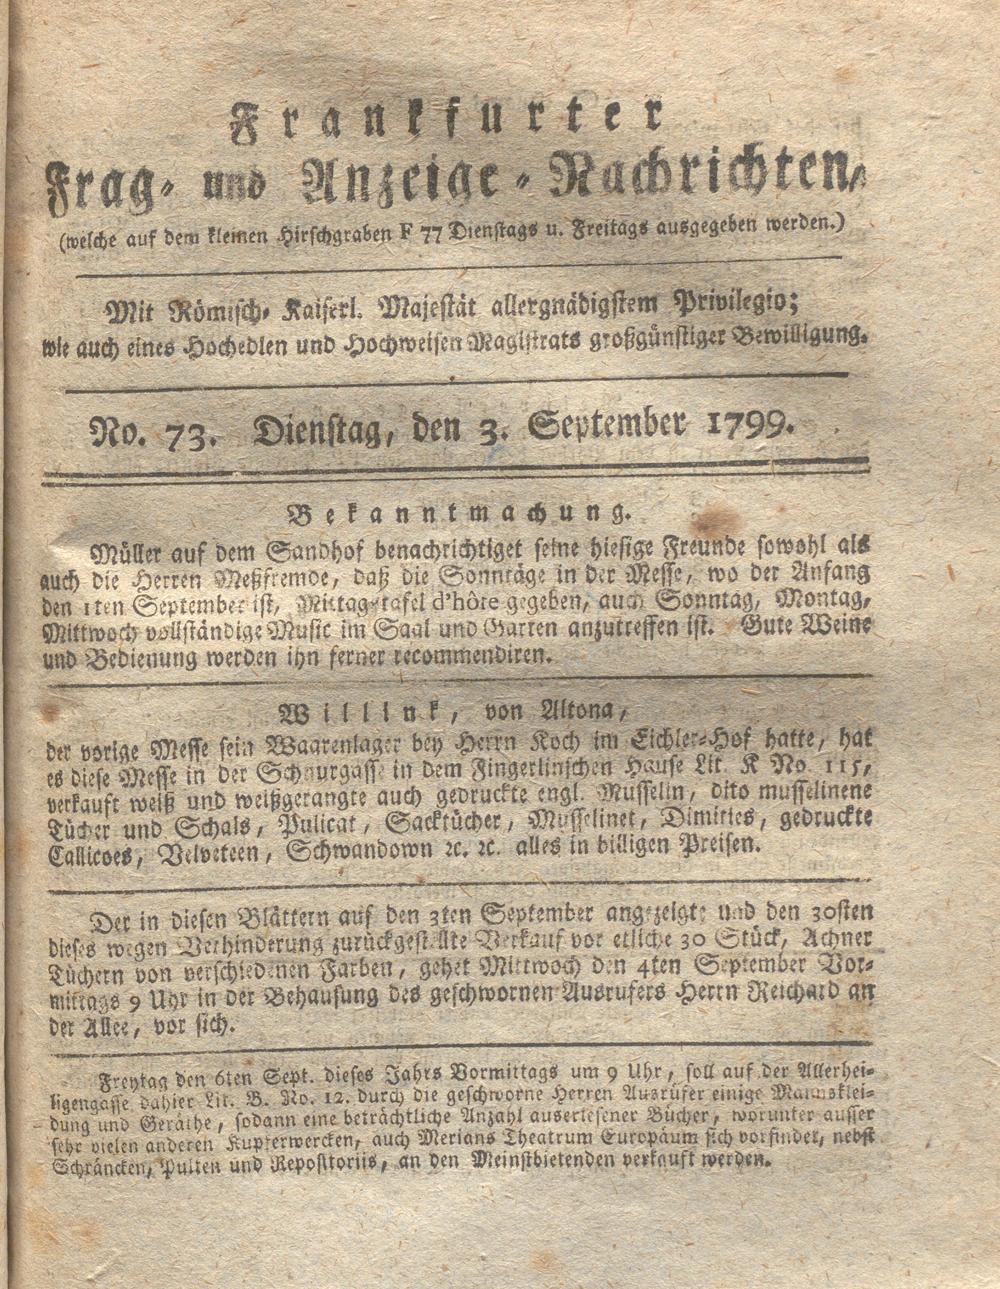 Frankfurter
Frag- und Anzeige-Nachrichten,
(welche auf dem kleinen Hirschgraben F 77 Dienstags u. Freitags ausgegeben werden.)
Mit Römisch- Kaiserl. Majestät allergnädigstem Privilegio;
wie auch eines Hochedlen und Hochweisen Magistrats großgünstiger Bewilligung.
No. 73. Dienstag, den 3. September 1799.
Bekanntmachung.
Müller auf dem Sandhof benachrichtiget seine hiesige Freunde sowohl als
auch die Herren Meßfremde, daß die Sonntäge in der Messe, wo der Anfang
den 1ten September ist, Mittag-tafel d'hôte gegeben, auch Sonntag, Montag,
Mittwoch vollständige Music im Saal und Garten anzutreffen ist. Gute Weine
und Bedienung werden ihn ferner recommendiren.
Willink, von Altona,
der vorige Messe sein Waarenlager bey Herrn Koch im Eichler-Hof hatte, hat
es diese Messe in der Schnurgasse in dem Fingerlinschen Hause Lit. K No. 115,
verkauft weiß und weißgerangte auch gedruckte engl. Musselin, dito musselinene
Tücher und Schals, Pulicat, Sacktücher, Musselinet, Dimities, gedruckte
Callicoes, Velveteen, Schwandown ꝛc. ꝛc. alles in billigen Preisen.
Der in diesen Blättern auf den 3ten September angezeigte und den 30sten
dieses wegen Verhinderung zurückgestellte Verkauf vor etliche 30 Stück, Achner
Tüchern von verschiedenen Farben, gehet Mittwoch den 4ten September Vor-
mittags 9 Uhr in der Behausung des geschwornen Ausrufers Herrn Reichard an
der Allee, vor sich.
Freytag den 6ten Sept. dieses Jahrs Vormittags um 9 Uhr, soll auf der Allerhei-
ligengasse dahier Lit. B. No. 12. durch die geschworne Herren Ausrüfer einige Mannsklei-
dung und Geräthe, sodann eine beträchtliche Anzahl auserlesener Bücher, worunter ausser
sehr vielen anderen Kupferwercken, auch Merians Theatrum Europäum sich vorfindet, nebst
Schräncken, Pulten und Repositoriis, an den Meinstbietenden verkauft werden.